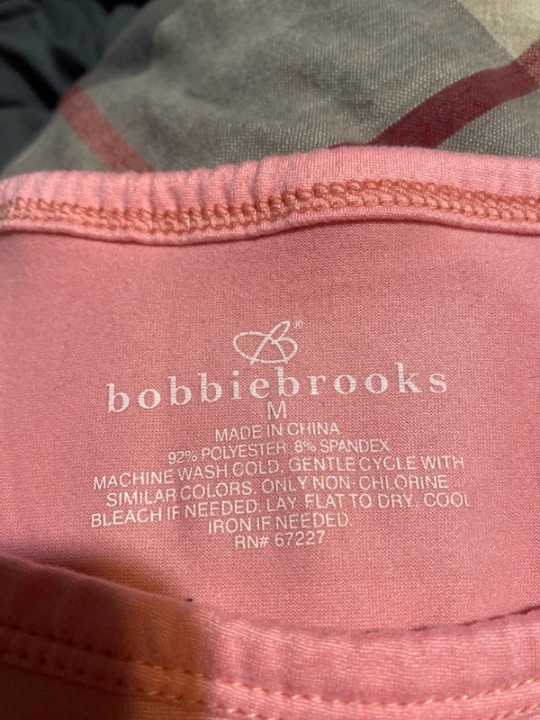 ®
bobbiebrooks
M
MADE IN CHINA
92% POLYESTER 8% SPANDEX
MACHINE WASH COLD, GENTLE CYCLE WITH
SIMILAR COLORS. ONLY NON-CHLORINE
BLEACH IF NEEDED. LAY FLAT TO DRY. COOL
IRON IF NEEDED.
RN# 67227